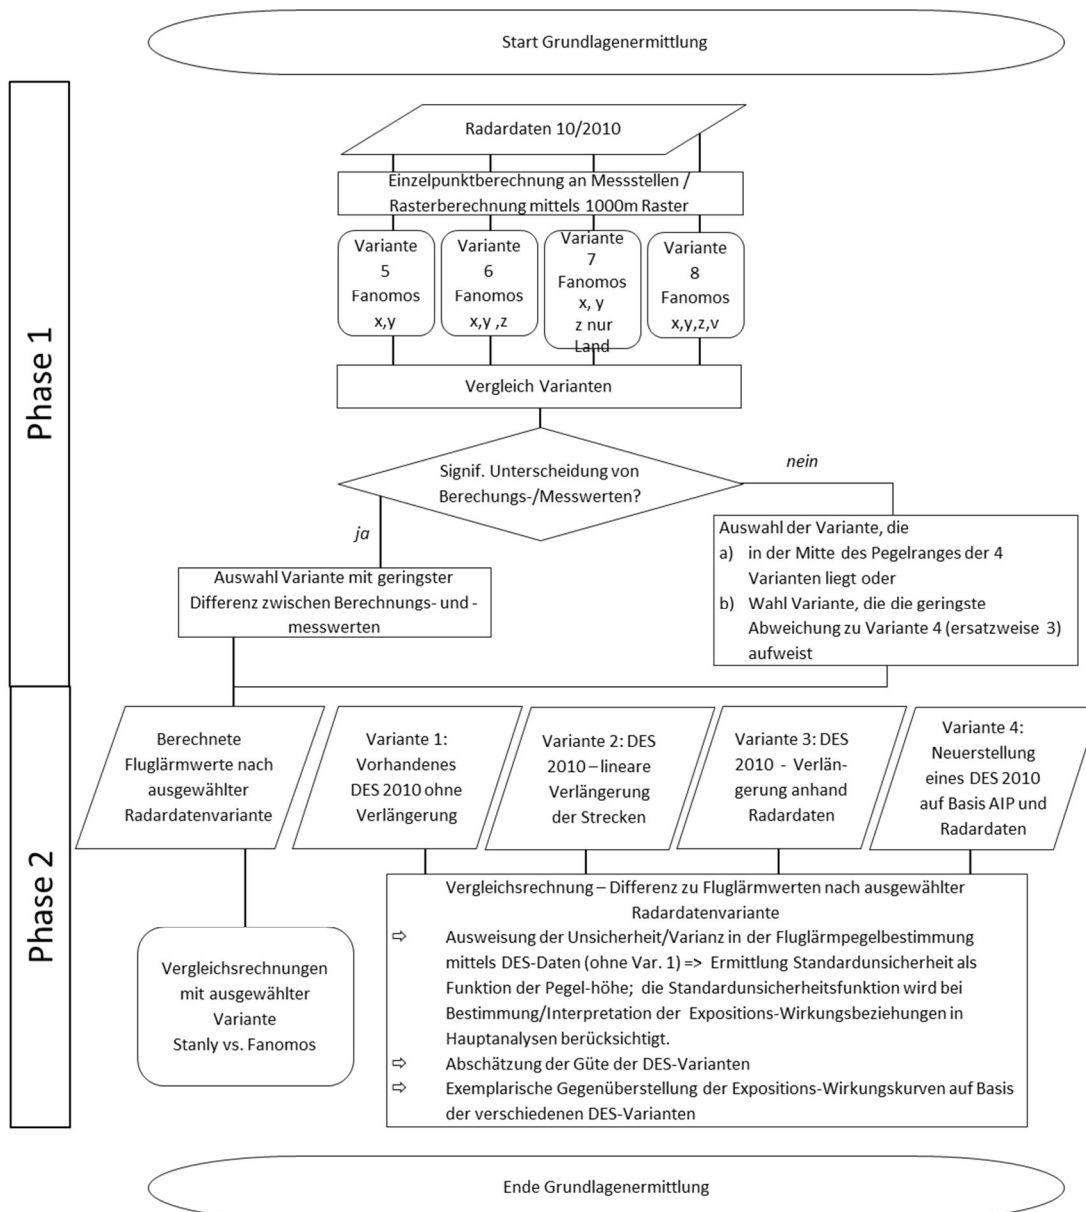 Start Grundlagenermittlung
Phase 1
Radardaten 10/2010
Einzelpunktberechnung an Messstellen /
Rasterberechnung mittels 1000m Raster
Variante
5
Fanomos
x,y
Variante
6
Fanomos
x,y ,z
Variante
7
Fanomos
x, y
z nur
Land
Variante
8
Fanomos
x,y,z,v
Vergleich Varianten
Signif. Unterscheidung von
Berechungs-/Messwerten?
nein
ja
Auswahl Variante mit geringster
Differenz zwischen Berechnungs- und -
messwerten
Auswahl der Variante, die
a) in der Mitte des Pegelranges der 4
Varianten liegt oder
b) Wahl Variante, die die geringste
Abweichung zu Variante 4 (ersatzweise 3)
aufweist
Phase 2
Berechnete
Fluglärmwerte nach
ausgewählter
Radardatenvariante
Variante 1:
Vorhandenes
DES 2010 ohne
Verlängerung
Variante 2: DES
2010 – lineare
Verlängerung
der Strecken
Variante 3: DES
2010 - Verlän-
gerung anhand
Radardaten
Variante 4:
Neuerstellung
eines DES 2010
auf Basis AIP und
Radardaten
Vergleichsrechnungen
mit ausgewählter
Variante
Stanly vs. Fanomos
Vergleichsrechnung – Differenz zu Fluglärmwerten nach ausgewählter
Radardatenvariante
⇨ Ausweisung der Unsicherheit/Varianz in der Fluglärmpegelbestimmung
mittels DES-Daten (ohne Var. 1) => Ermittlung Standardunsicherheit als
Funktion der Pegel-höhe; die Standardunsicherheitsfunktion wird bei
Bestimmung/Interpretation der Expositions-Wirkungsbeziehungen in
Hauptanalysen berücksichtigt.
⇨ Abschätzung der Güte der DES-Varianten
⇨ Exemplarische Gegenüberstellung der Expositions-Wirkungskurven auf Basis
der verschiedenen DES-Varianten
Ende Grundlagenermittlung